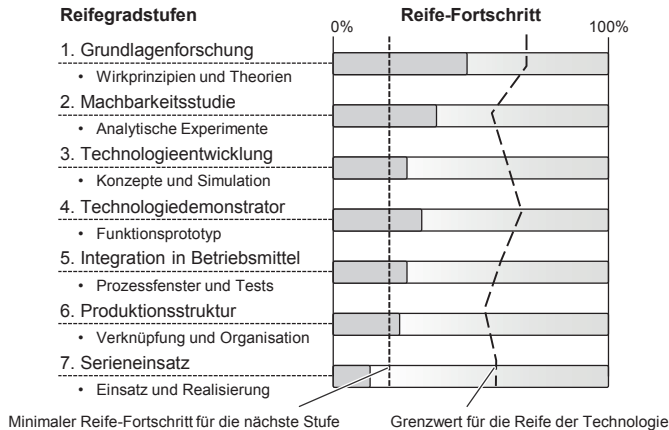 Reifegradstufen
Reife-Fortschritt
0%
100%
1. Grundlagenforschung
• Wirkprinzipien und Theorien
2. Machbarkeitsstudie
• Analytische Experimente
3. Technologieentwicklung
• Konzepte und Simulation
4. Technologiedemonstrator
• Funktionsprototyp
5. Integration in Betriebsmittel
• Prozessfenster und Tests
6. Produktionsstruktur
• Verknüpfung und Organisation
7. Serieneinsatz
• Einsatz und Realisierung
Minimaler Reife-Fortschritt für die nächste Stufe
Grenzwert für die Reife der Technologie